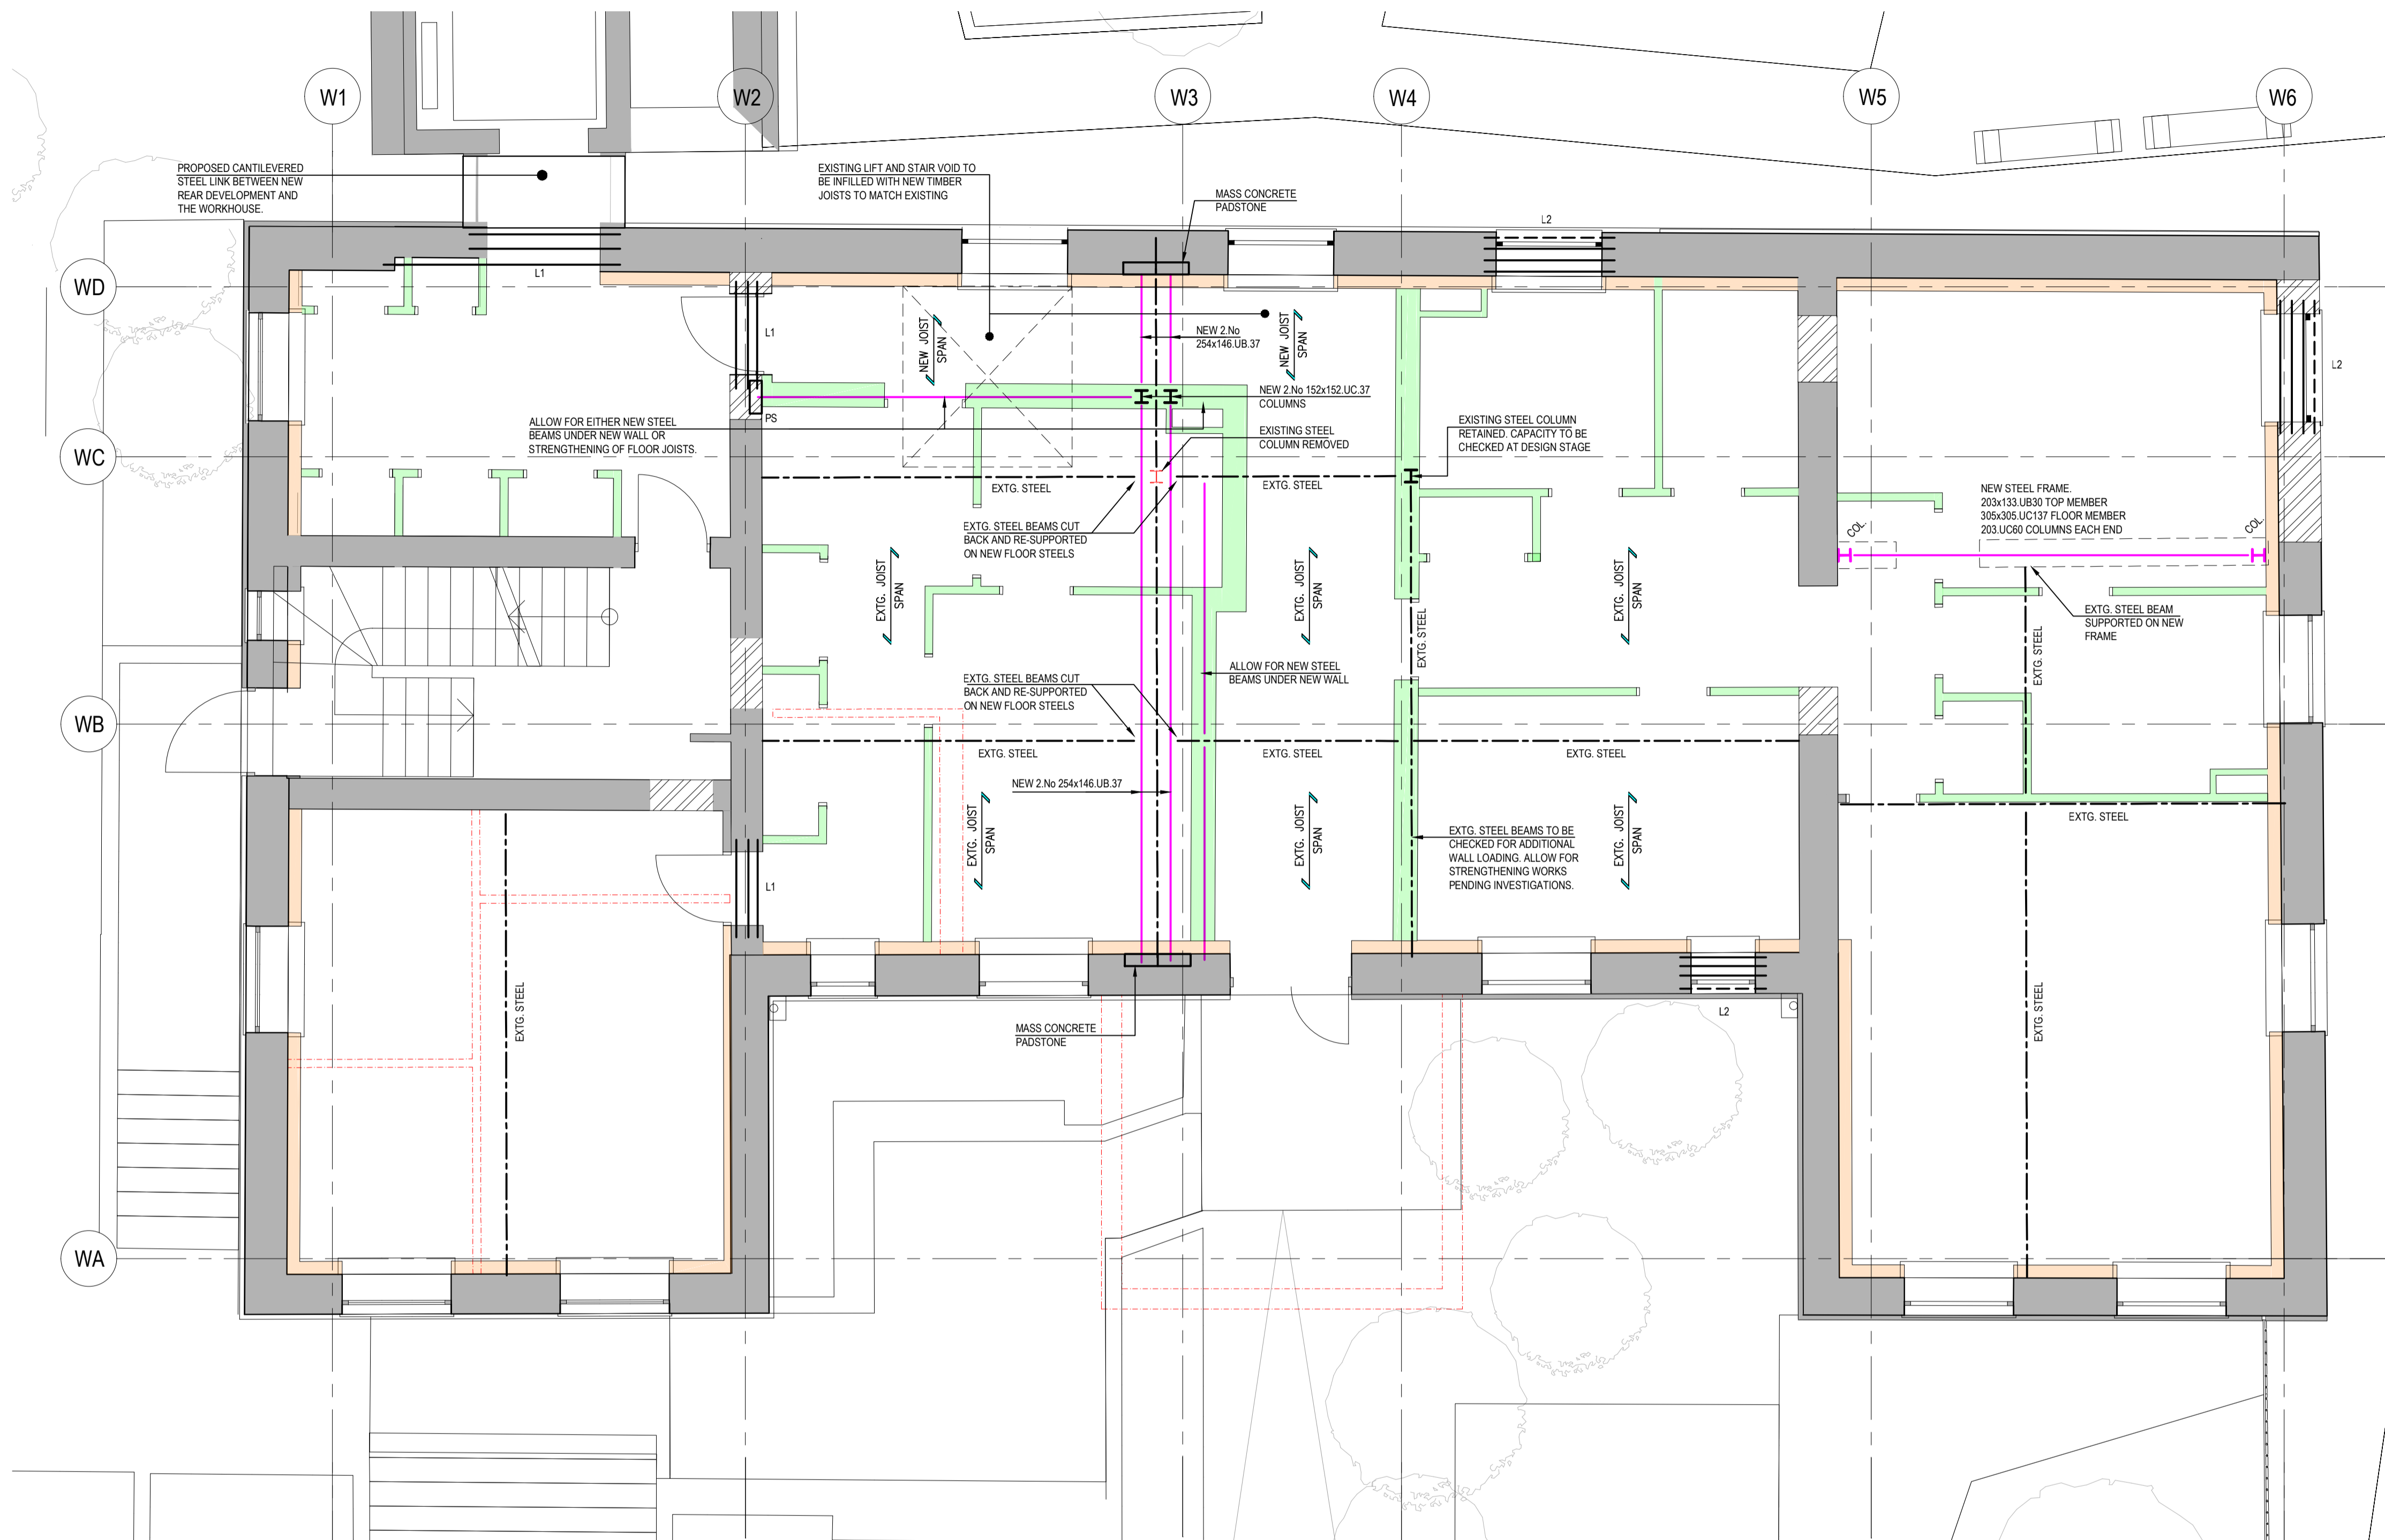 W1
W2
W3
W4
W5
W6
PROPOSED CANTILEVERED
STEEL LINK BETWEEN NEW
REAR DEVELOPMENT AND
THE WORKHOUSE.
EXISTING LIFT AND STAIR VOID TO
BE INFILLED WITH NEW TIMBER
JOISTS TO MATCH EXISTING
MASS CONCRETE
PADSTONE
L2
L1
WD
L1
NEW JOIST
SPAN
NEW 2.No
254x146.UB.37
NEW JOIST
SPAN
L2
NEW 2.No 152x152.UC.37
COLUMNS
PS
ALLOW FOR EITHER NEW STEEL
BEAMS UNDER NEW WALL OR
STRENGTHENING OF FLOOR JOISTS.
EXISTING STEEL
COLUMN REMOVED
EXISTING STEEL COLUMN
RETAINED. CAPACITY TO BE
CHECKED AT DESIGN STAGE
WC
EXTG. STEEL
EXTG. STEEL
NEW STEEL FRAME.
203x133.UB30 TOP MEMBER
305x305.UC137 FLOOR MEMBER
203.UC60 COLUMNS EACH END
COL.
COL.
EXTG. STEEL BEAMS CUT
BACK AND RE-SUPPORTED
ON NEW FLOOR STEELS
EXTG. JOIST
SPAN
EXTG. JOIST
SPAN
EXTG. JOIST
SPAN
EXTG. STEEL
EXTG. STEEL BEAM
SUPPORTED ON NEW
FRAME
EXTG. STEEL
ALLOW FOR NEW STEEL
BEAMS UNDER NEW WALL
EXTG. STEEL BEAMS CUT
BACK AND RE-SUPPORTED
ON NEW FLOOR STEELS
WB
EXTG. STEEL
EXTG. STEEL
EXTG. STEEL
NEW 2.No 254x146.UB.37
EXTG. STEEL
EXTG. JOIST
SPAN
EXTG. JOIST
SPAN
EXTG. STEEL BEAMS TO BE
CHECKED FOR ADDITIONAL
WALL LOADING. ALLOW FOR
STRENGTHENING WORKS
PENDING INVESTIGATIONS.
EXTG. JOIST
SPAN
L1
EXTG. STEEL
EXTG. STEEL
MASS CONCRETE
PADSTONE
L2
WA